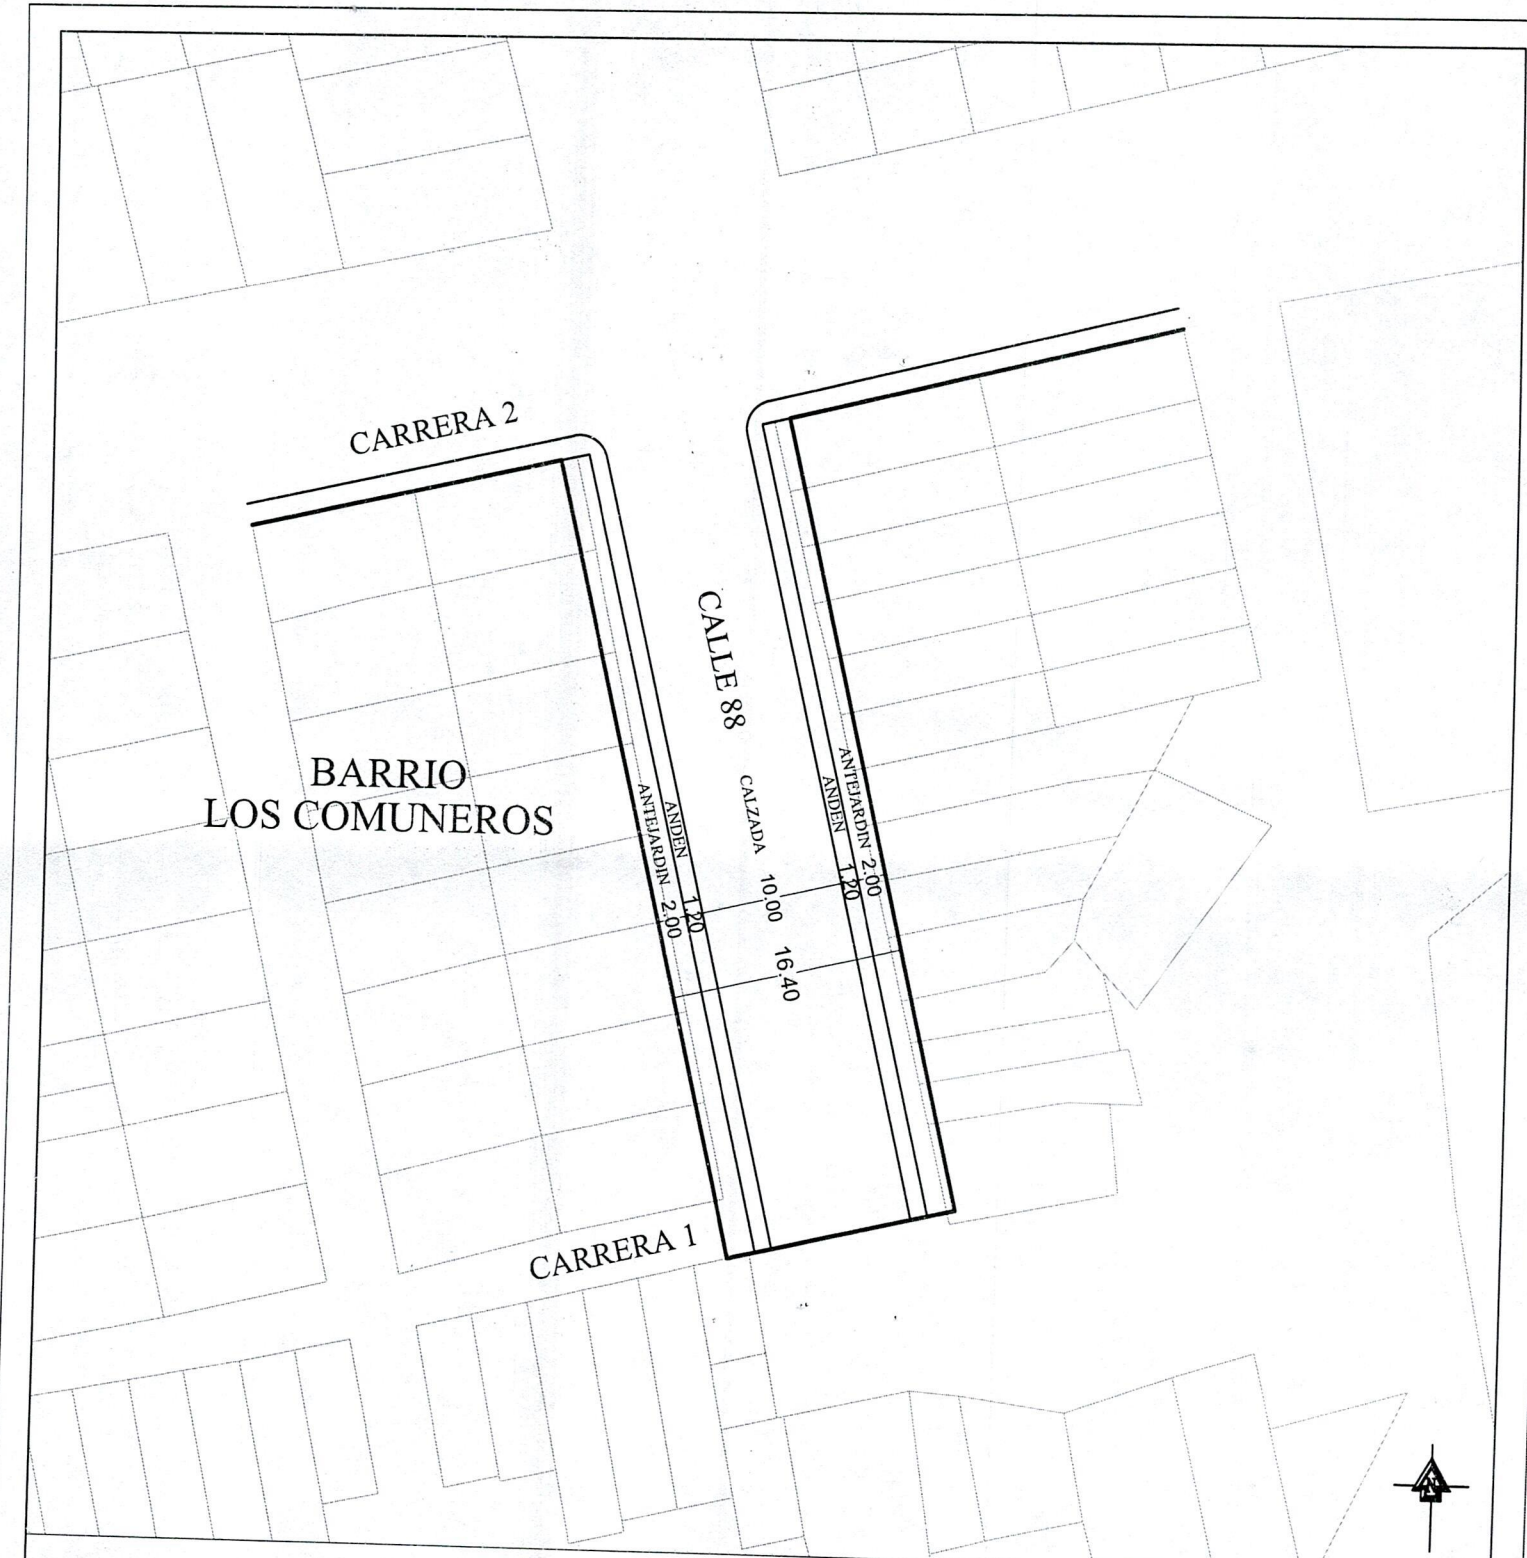 CARRERA 2
CALLE 88
BARRIO
LOS COMUNEROS
ANTEJARDIN 2.00
ANDEN 1.20
CALZADA 10.00
ANDEN 1.20
ANTEJARDIN 2.00
16.40
CARRERA 1
N